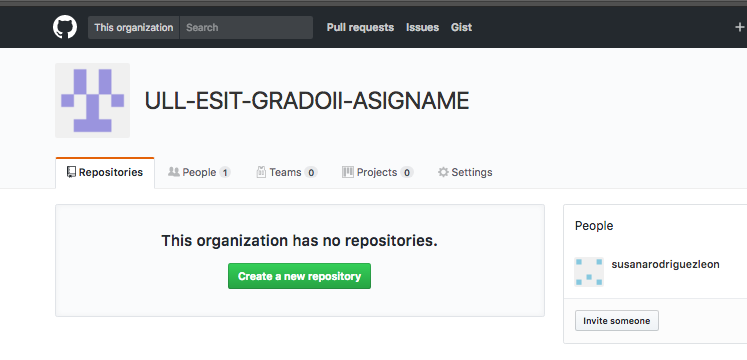 This organization Search Pull requests Issues Gist
ULL-ESIT-GRADOII-ASIGNAME
Repositories People 1 Teams 0 Projects 0 Settings
This organization has no repositories.
Create a new repository
People
susanarodriguezleon
Invite someone